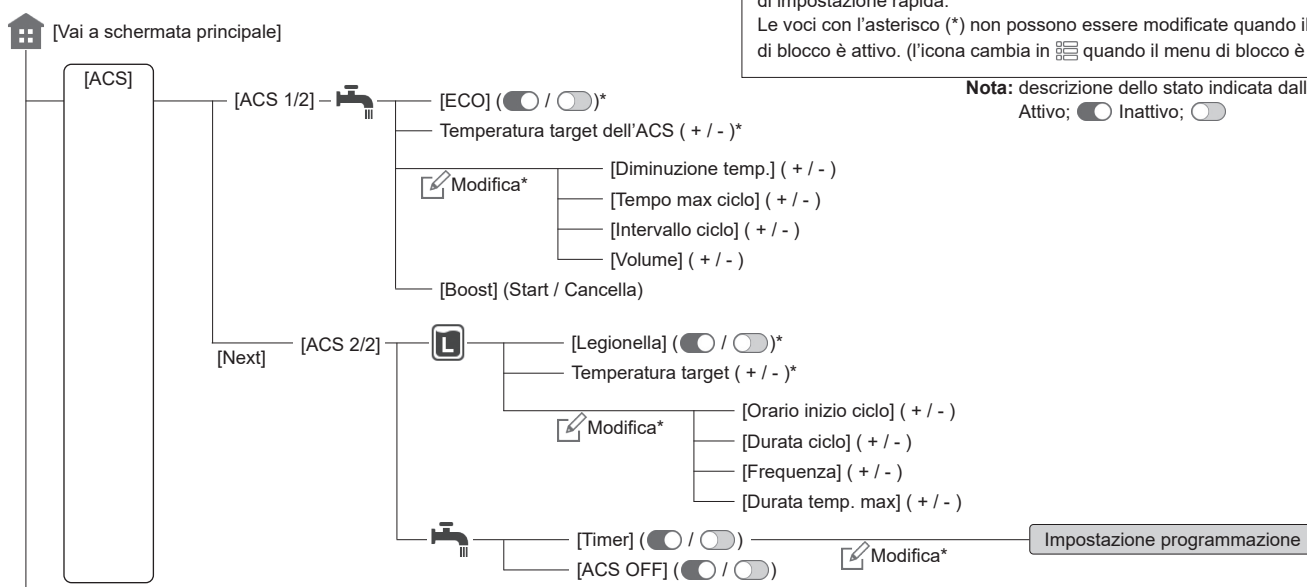 di impostazione rapida.
Le voci con l'asterisco (*) non possono essere modificate quando il
di blocco è attivo. (l'icona cambia in quando il menu di blocco è
Nota: descrizione dello stato indicata dall
Attivo; Inattivo;
[Vai a schermata principale]
[ACS]
[ACS 1/2]
[ECO] ( / )*
Temperatura target dell'ACS ( + / - )*
Modifica*
[Diminuzione temp.] ( + / - )
[Tempo max ciclo] ( + / - )
[Intervallo ciclo] ( + / - )
[Volume] ( + / - )
[Boost] (Start / Cancella)
[Next]
[ACS 2/2]
L
[Legionella] ( / )*
Temperatura target ( + / - )*
Modifica*
[Orario inizio ciclo] ( + / - )
[Durata ciclo] ( + / - )
[Frequenza] ( + / - )
[Durata temp. max] ( + / - )
[Timer] ( / )
Modifica*
Impostazione programmazione
[ACS OFF] ( / )